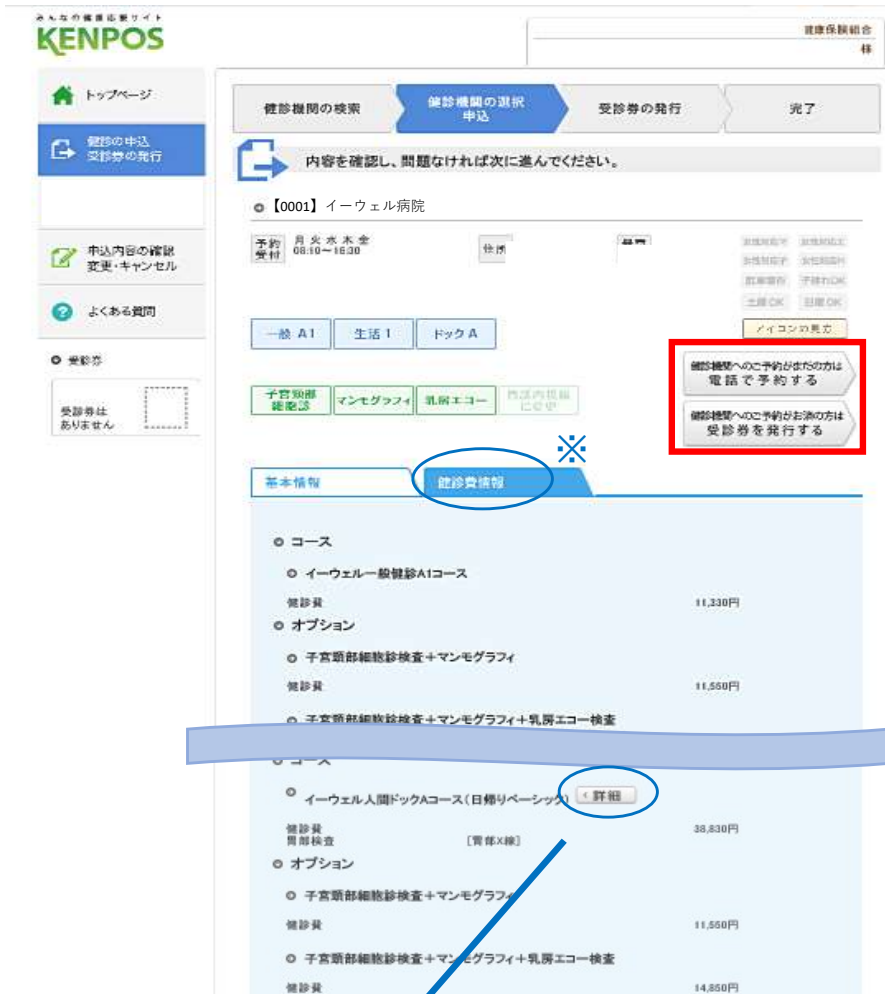 みんなの健康応援サイト
KENPOS
健康保険組合
様
トップページ
健診の申込
受診券の発行
申込内容の確認
変更・キャンセル
よくある質問
受診券
受診券は
ありません
健診機関の検索
健診機関の選択
申込
受診券の発行
完了
内容を確認し、問題なければ次に進んでください。
【0001】イーウェル病院
予約
受付
月火水木金
08:10~16:30
住所
一般 A1
生活 1
ドック A
アイコンの見方
子宮頸部
細胞診
マンモグラフィ
乳房エコー
健診機関へのご予約がまだの方は
電話で予約する
健診機関へのご予約がお済の方は
受診券を発行する
※
基本情報
健診費情報
コース
イーウェル一般健診A1コース
健診費 11,330円
オプション
子宮頸部細胞診検査+マンモグラフィ
健診費 11,550円
子宮頸部細胞診検査+マンモグラフィ+乳房エコー検査
コース
イーウェル人間ドックAコース(日帰りベーシック) 詳細
健診費 38,830円
胃部検査 [胃部X線]
オプション
子宮頸部細胞診検査+マンモグラフィ
健診費 11,550円
子宮頸部細胞診検査+マンモグラフィ+乳房エコー検査
健診費 14,850円